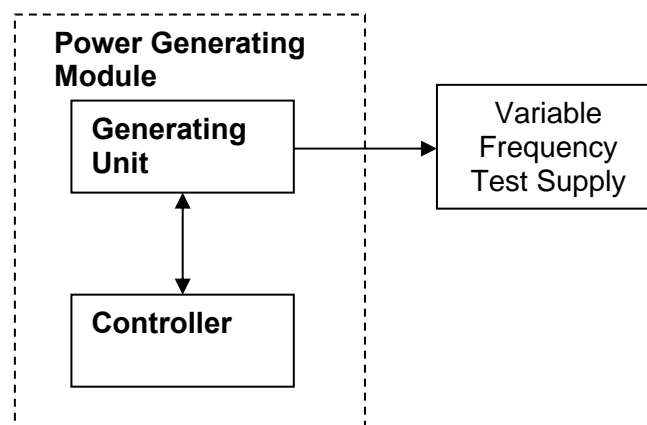 Power Generating
Module
Generating
Unit
Variable
Frequency
Test Supply
Controller